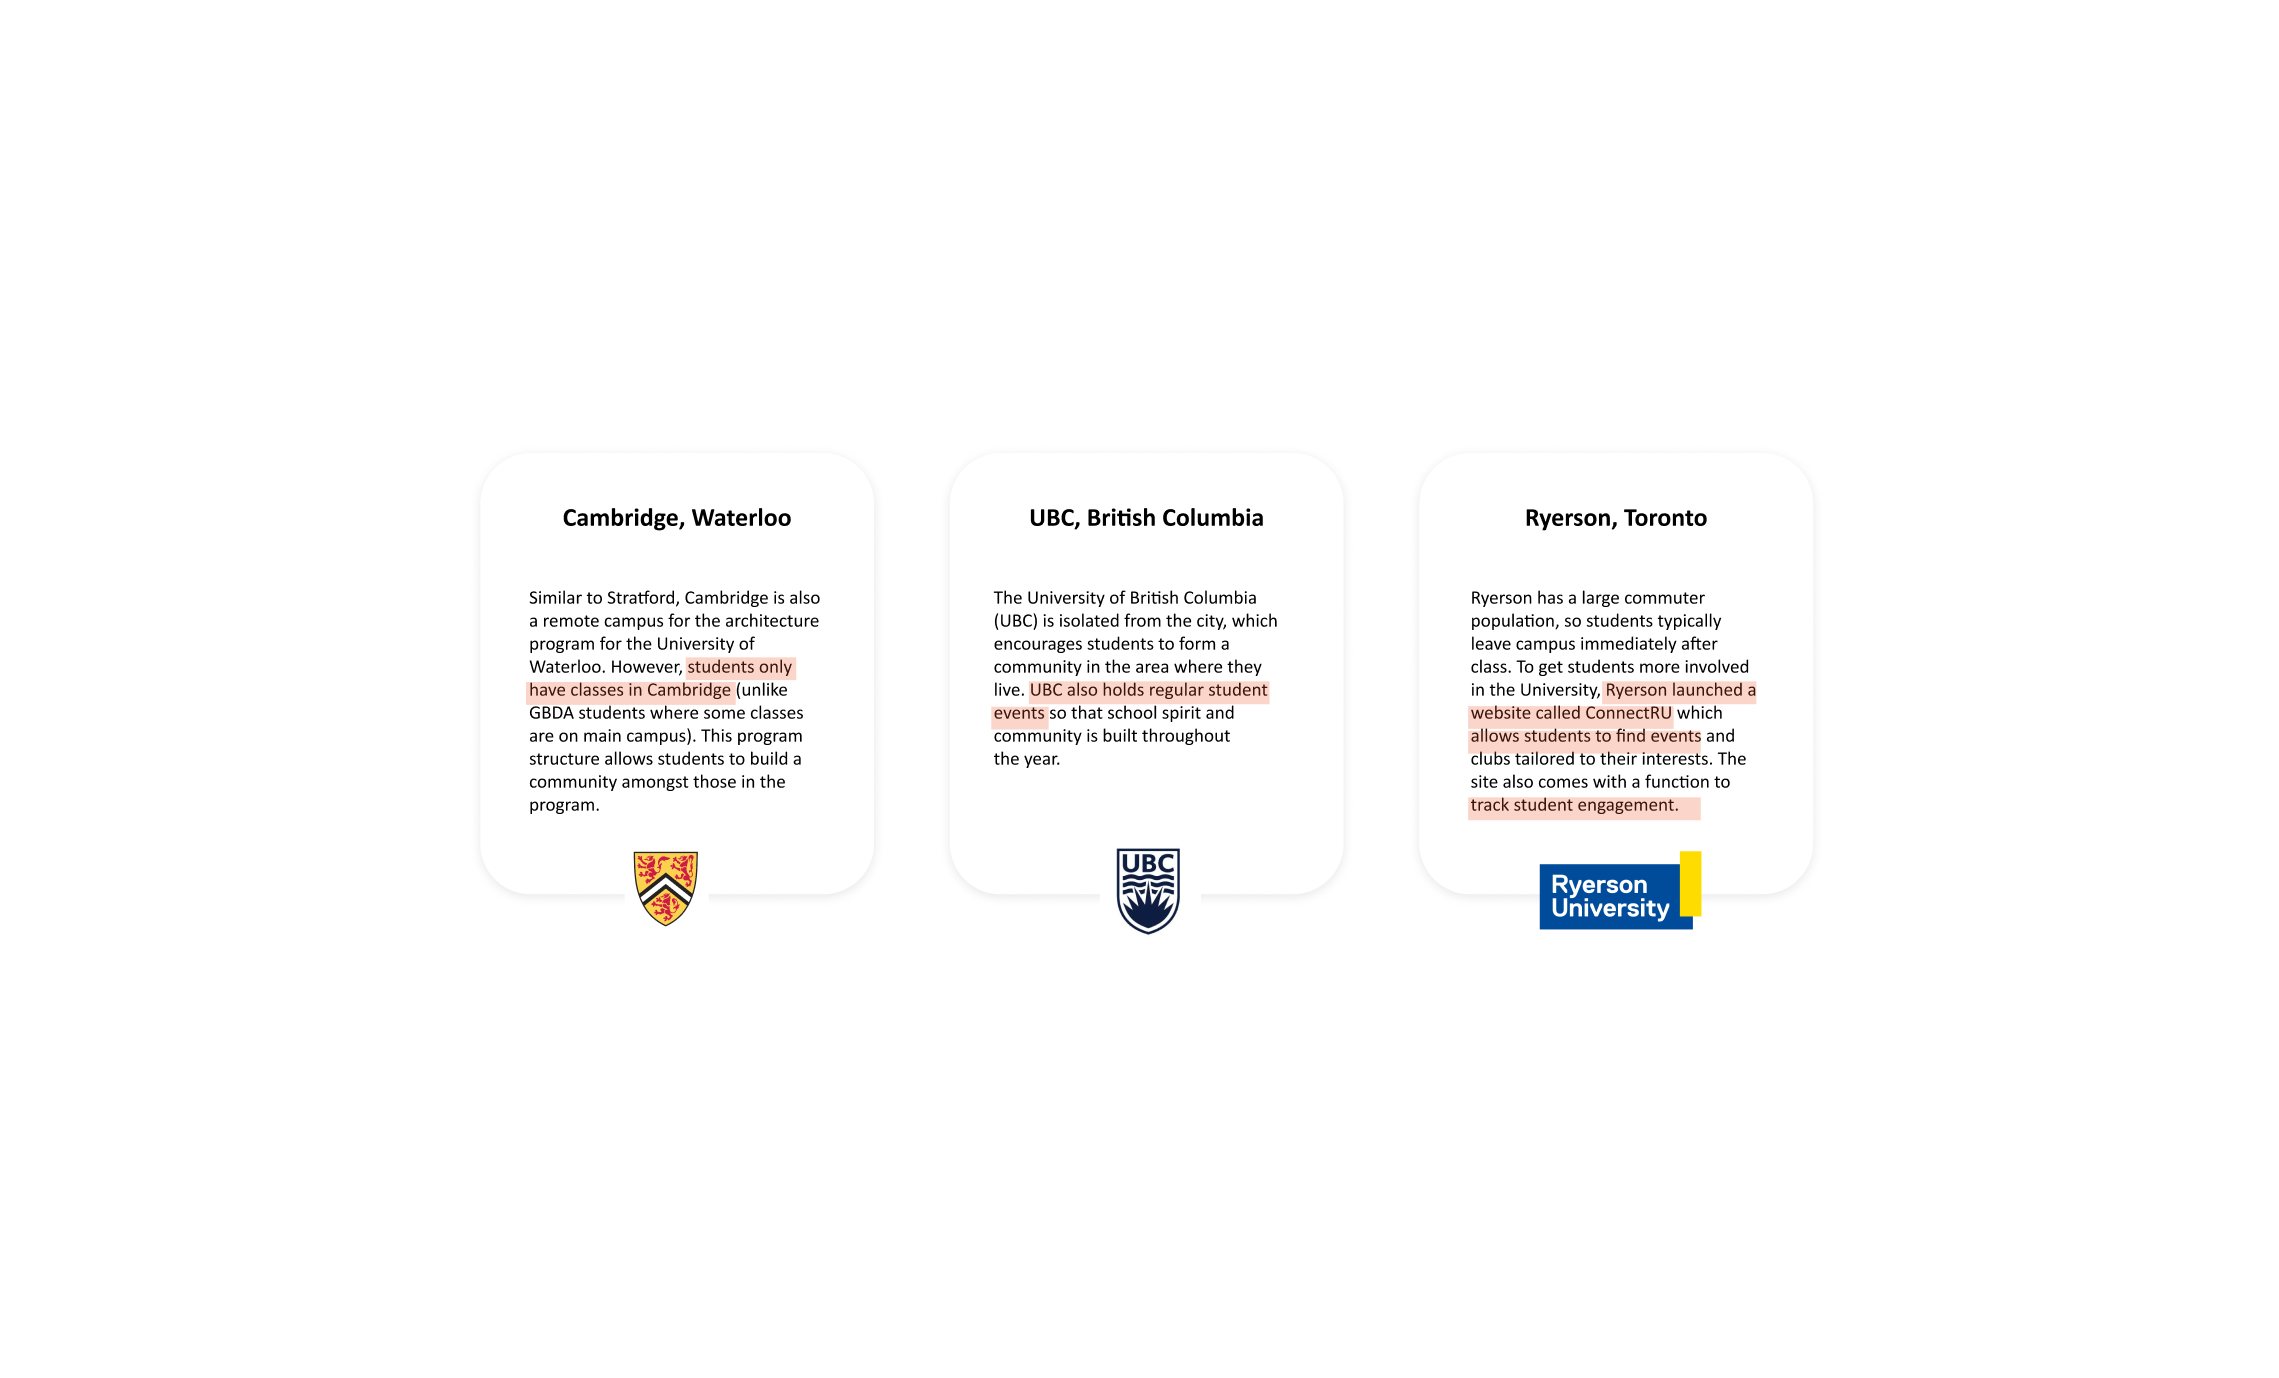 Cambridge, Waterloo
Similar to Stratford, Cambridge is also
a remote campus for the architecture
program for the University of
Waterloo. However, students only
have classes in Cambridge (unlike
GBDA students where some classes
are on main campus). This program
structure allows students to build a
community amongst those in the
program.
UBC, British Columbia
The University of British Columbia
(UBC) is isolated from the city, which
encourages students to form a
community in the area where they
live. UBC also holds regular student
events so that school spirit and
community is built throughout
the year.
UBC
Ryerson, Toronto
Ryerson has a large commuter
population, so students typically
leave campus immediately after
class. To get students more involved
in the University, Ryerson launched a
website called ConnectRU which
allows students to find events and
clubs tailored to their interests. The
site also comes with a function to
track student engagement.
Ryerson
University